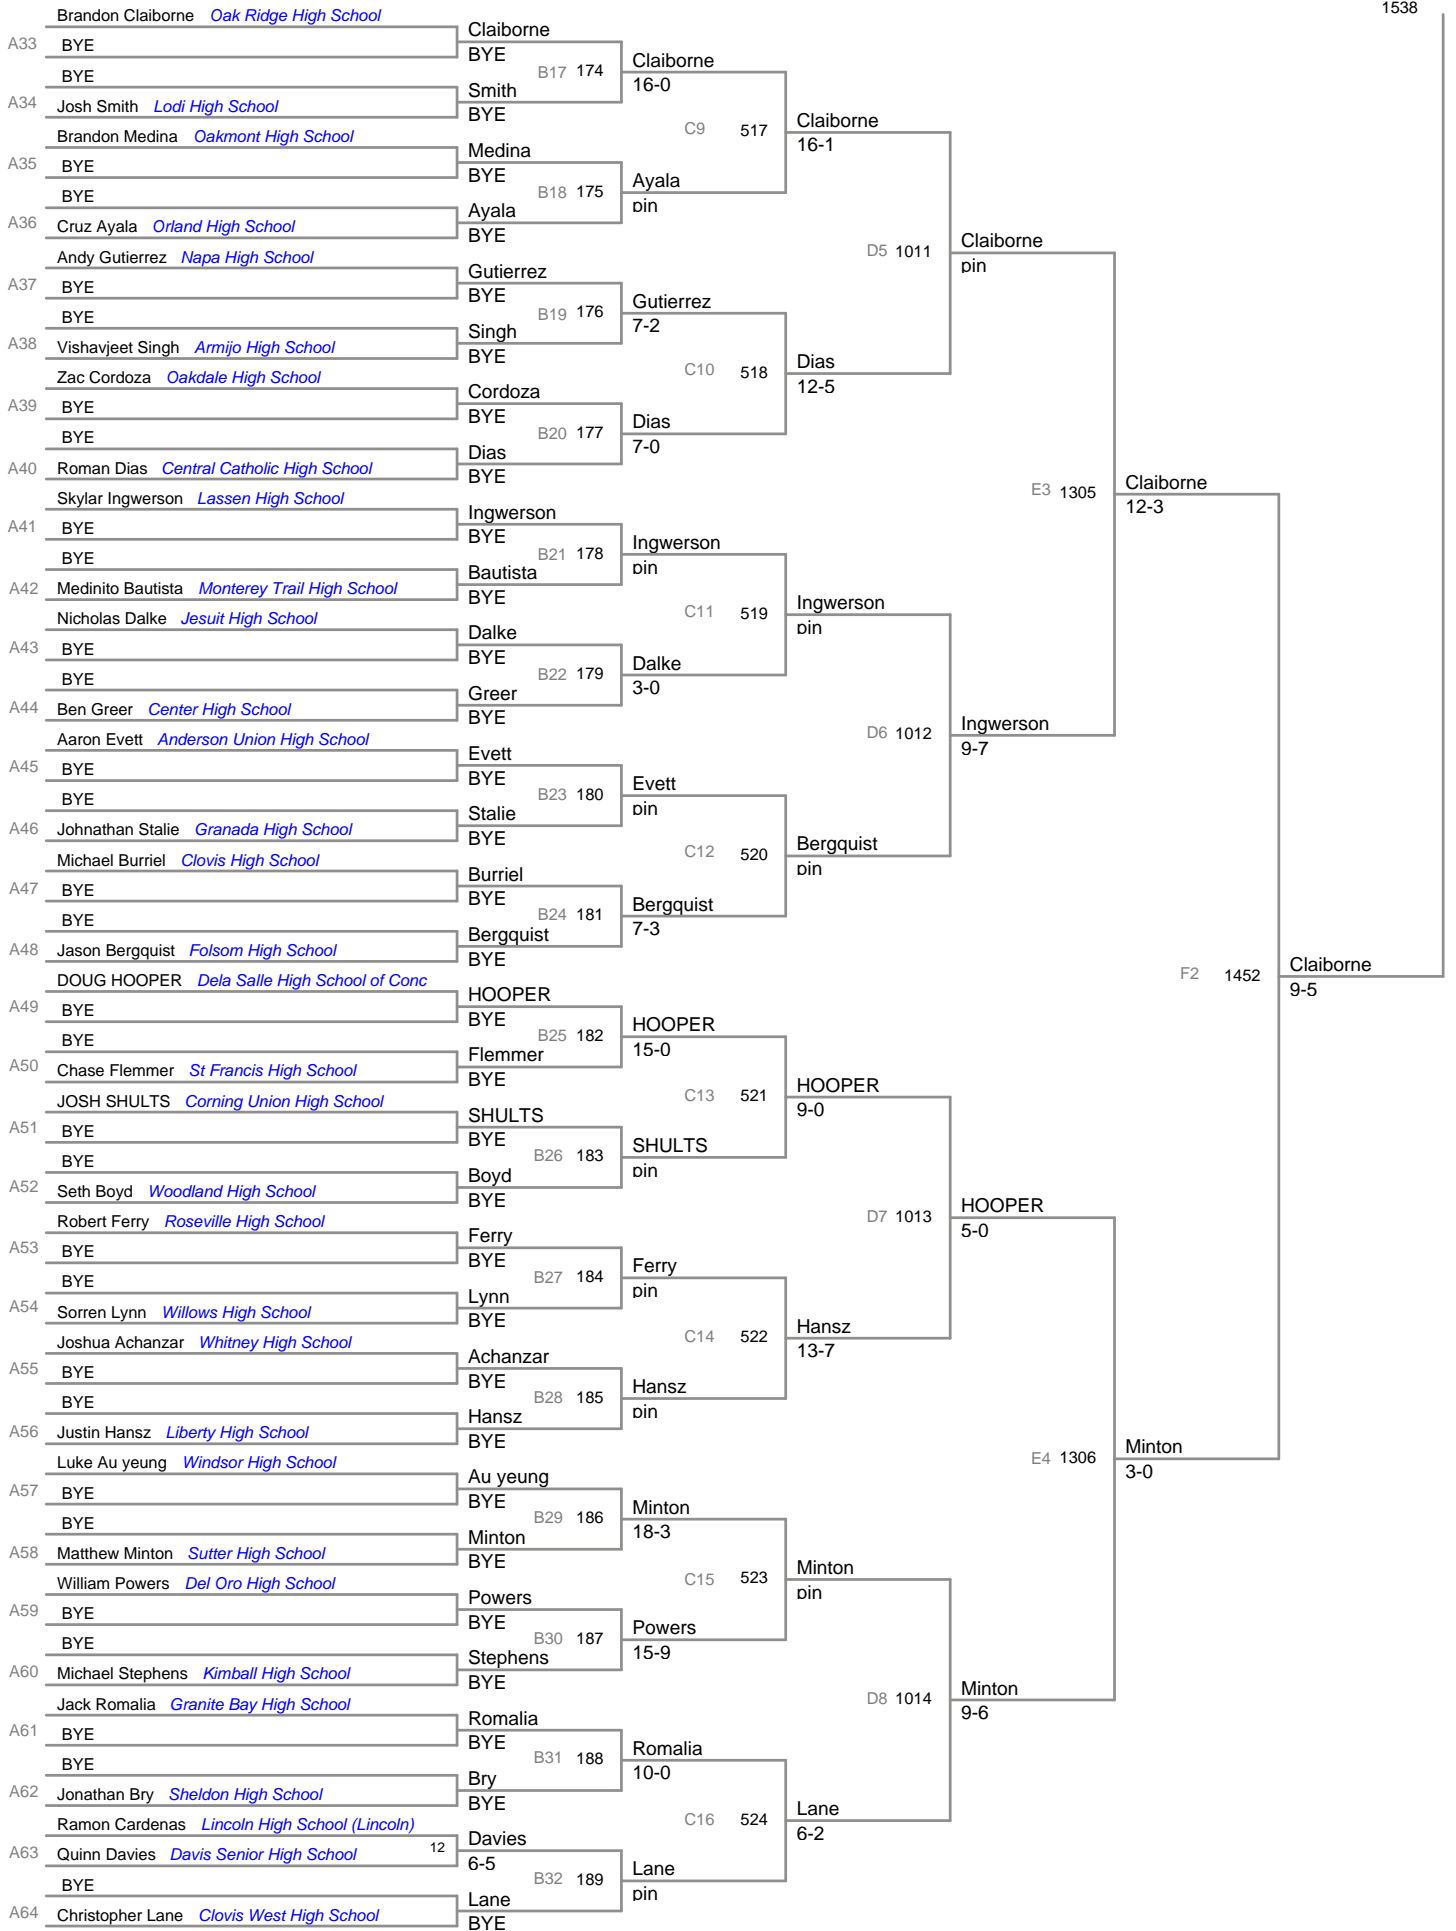 1538
Brandon Claiborne Oak Ridge High School
Claiborne
A33 BYE
BYE
B17 174
Claiborne
16-0
BYE
Smith
A34 Josh Smith Lodi High School
BYE
C9 517
Claiborne
16-1
Brandon Medina Oakmont High School
Medina
A35 BYE
BYE
B18 175
Ayala
pin
BYE
Ayala
A36 Cruz Ayala Orland High School
BYE
D5 1011
Claiborne
pin
Andy Gutierrez Napa High School
Gutierrez
A37 BYE
BYE
B19 176
Gutierrez
7-2
BYE
Singh
A38 Vishavjeet Singh Armijo High School
BYE
C10 518
Dias
12-5
Zac Cordoza Oakdale High School
Cordoza
A39 BYE
BYE
B20 177
Dias
7-0
BYE
Dias
A40 Roman Dias Central Catholic High School
BYE
E3 1305
Claiborne
12-3
Skylar Ingwerson Lassen High School
Ingwerson
A41 BYE
BYE
B21 178
Ingwerson
pin
BYE
Bautista
A42 Medinito Bautista Monterey Trail High School
BYE
C11 519
Ingwerson
pin
Nicholas Dalke Jesuit High School
Dalke
A43 BYE
BYE
B22 179
Dalke
3-0
BYE
Greer
A44 Ben Greer Center High School
BYE
D6 1012
Ingwerson
9-7
Aaron Evett Anderson Union High School
Evett
A45 BYE
BYE
B23 180
Evett
pin
BYE
Stalie
A46 Johnathan Stalie Granada High School
BYE
C12 520
Bergquist
pin
Michael Burriel Clovis High School
Burriel
A47 BYE
BYE
B24 181
Bergquist
7-3
BYE
Bergquist
A48 Jason Bergquist Folsom High School
BYE
F2 1452
Claiborne
9-5
DOUG HOOPER Dela Salle High School of Conc
HOOPER
A49 BYE
BYE
B25 182
HOOPER
15-0
BYE
Flemmer
A50 Chase Flemmer St Francis High School
BYE
C13 521
HOOPER
9-0
JOSH SHULTS Corning Union High School
SHULTS
A51 BYE
BYE
B26 183
SHULTS
pin
BYE
Boyd
A52 Seth Boyd Woodland High School
BYE
D7 1013
HOOPER
5-0
Robert Ferry Roseville High School
Ferry
A53 BYE
BYE
B27 184
Ferry
pin
BYE
Lynn
A54 Sorren Lynn Willows High School
BYE
C14 522
Hansz
13-7
Joshua Achanzar Whitney High School
Achanzar
A55 BYE
BYE
B28 185
Hansz
pin
BYE
Hansz
A56 Justin Hansz Liberty High School
BYE
E4 1306
Minton
3-0
Luke Au yeung Windsor High School
Au yeung
A57 BYE
BYE
B29 186
Minton
18-3
BYE
Minton
A58 Matthew Minton Sutter High School
BYE
C15 523
Minton
pin
William Powers Del Oro High School
Powers
A59 BYE
BYE
B30 187
Powers
15-9
BYE
Stephens
A60 Michael Stephens Kimball High School
BYE
D8 1014
Minton
9-6
Jack Romalia Granite Bay High School
Romalia
A61 BYE
BYE
B31 188
Romalia
10-0
BYE
Bry
A62 Jonathan Bry Sheldon High School
BYE
C16 524
Lane
6-2
Ramon Cardenas Lincoln High School (Lincoln)
12
Davies
A63 Quinn Davies Davis Senior High School
6-5
B32 189
Lane
pin
BYE
Lane
A64 Christopher Lane Clovis West High School
BYE